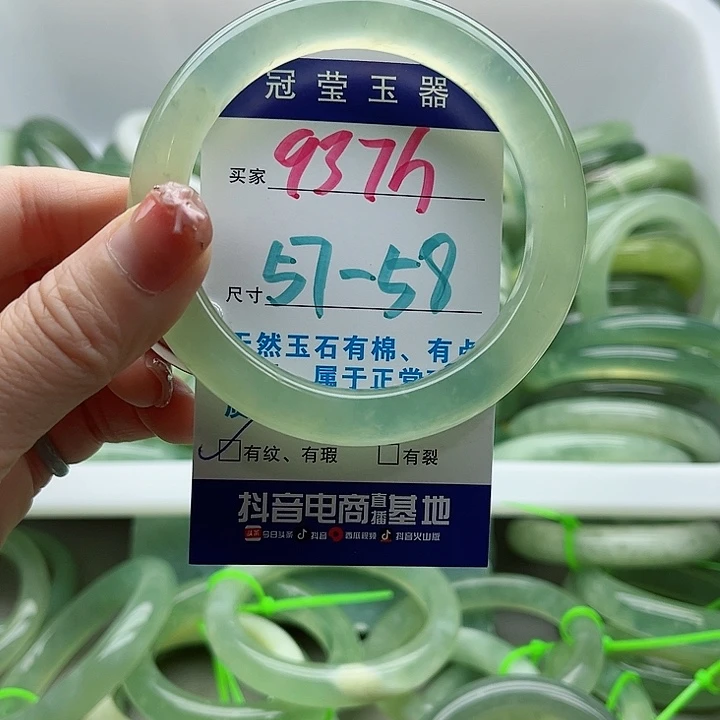 冠莹玉器
买家 937h
尺寸 57-58
天然玉石有棉、有点
属于正常
有纹、有瑕 有裂
抖音电商直播基地
今日头条 抖音 西瓜视频 抖音火山版